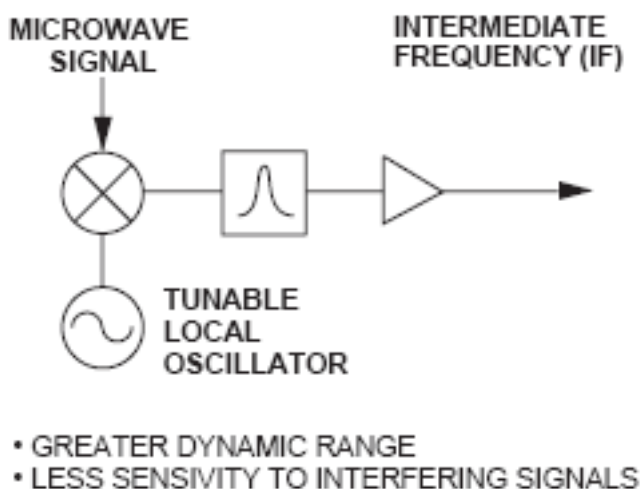 MICROWAVE
SIGNAL
INTERMEDIATE
FREQUENCY (IF)
TUNABLE
LOCAL
OSCILLATOR
• GREATER DYNAMIC RANGE
• LESS SENSIVITY TO INTERFERING SIGNALS